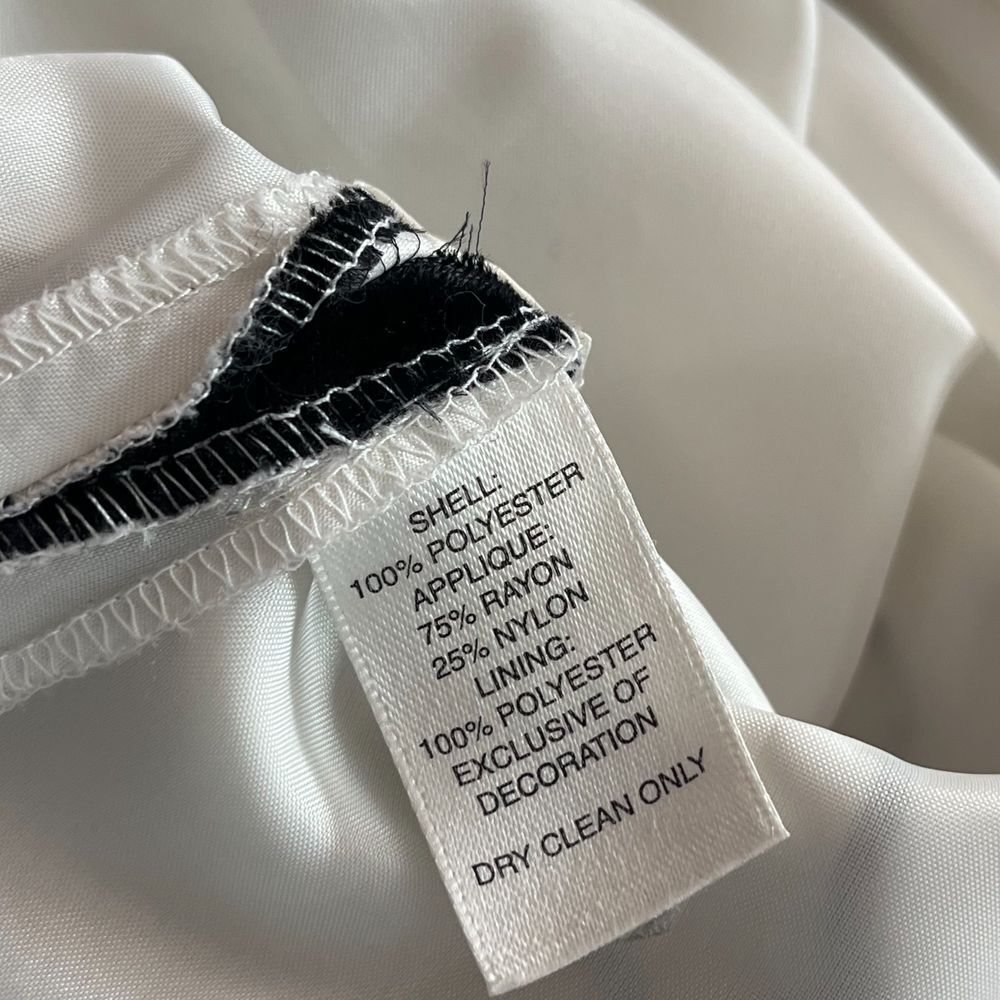 SHELL:
100% POLYESTER
APPLIQUE:
75% RAYON
25% NYLON
LINING:
100% POLYESTER
EXCLUSIVE OF
DECORATION
DRY CLEAN ONLY